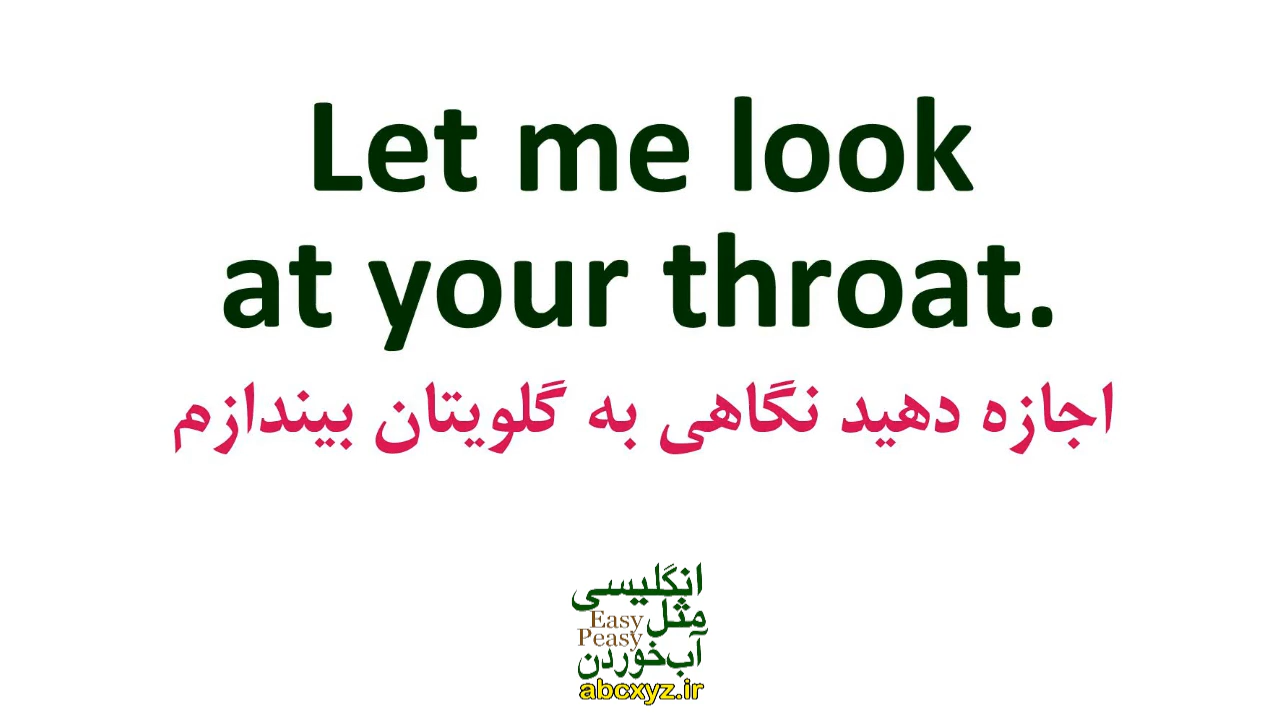 Let me look
at your throat.
اجازه دهید نگاهی به گلویتان بیندازم
انگلیسی
مثل
Easy
Peasy
آب‌خوردن
abcxyz.ir